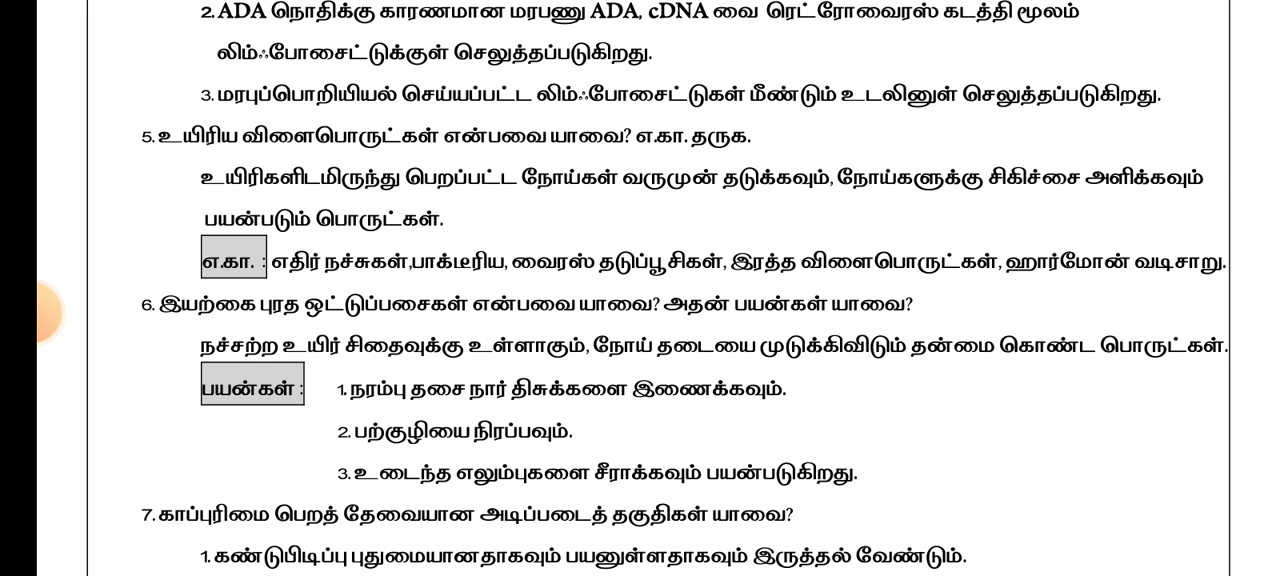 2. ADA நொதிக்கு காரணமான மரபணு ADA, cDNA வை ரெட்ரோவைரஸ் கடத்தி மூலம்
லிம்ஃபோசைட்டுக்குள் செலுத்தப்படுகிறது.
3. மரபுப்பொறியியல் செய்யப்பட்ட லிம்ஃபோசைட்டுகள் மீண்டும் உடலினுள் செலுத்தப்படுகிறது.
5. உயிரிய விளைபொருட்கள் என்பவை யாவை? எ.கா. தருக.
உயிரிகளிடமிருந்து பெறப்பட்ட நோய்கள் வருமுன் தடுக்கவும், நோய்களுக்கு சிகிச்சை அளிக்கவும்
பயன்படும் பொருட்கள்.
எ.கா. : எதிர் நச்சுகள்,பாக்டீரிய, வைரஸ் தடுப்பூசிகள், இரத்த விளைபொருட்கள், ஹார்மோன் வடிசாறு.
6. இயற்கை புரத ஒட்டுப்பசைகள் என்பவை யாவை? அதன் பயன்கள் யாவை?
நச்சற்ற உயிர் சிதைவுக்கு உள்ளாகும், நோய் தடையை முடுக்கிவிடும் தன்மை கொண்ட பொருட்கள்.
பயன்கள் : 1. நரம்பு தசை நார் திசுக்களை இணைக்கவும்.
2. பற்குழியை நிரப்பவும்.
3. உடைந்த எலும்புகளை சீராக்கவும் பயன்படுகிறது.
7. காப்புரிமை பெறத் தேவையான அடிப்படைத் தகுதிகள் யாவை?
1. கண்டுபிடிப்பு புதுமையானதாகவும் பயனுள்ளதாகவும் இருத்தல் வேண்டும்.